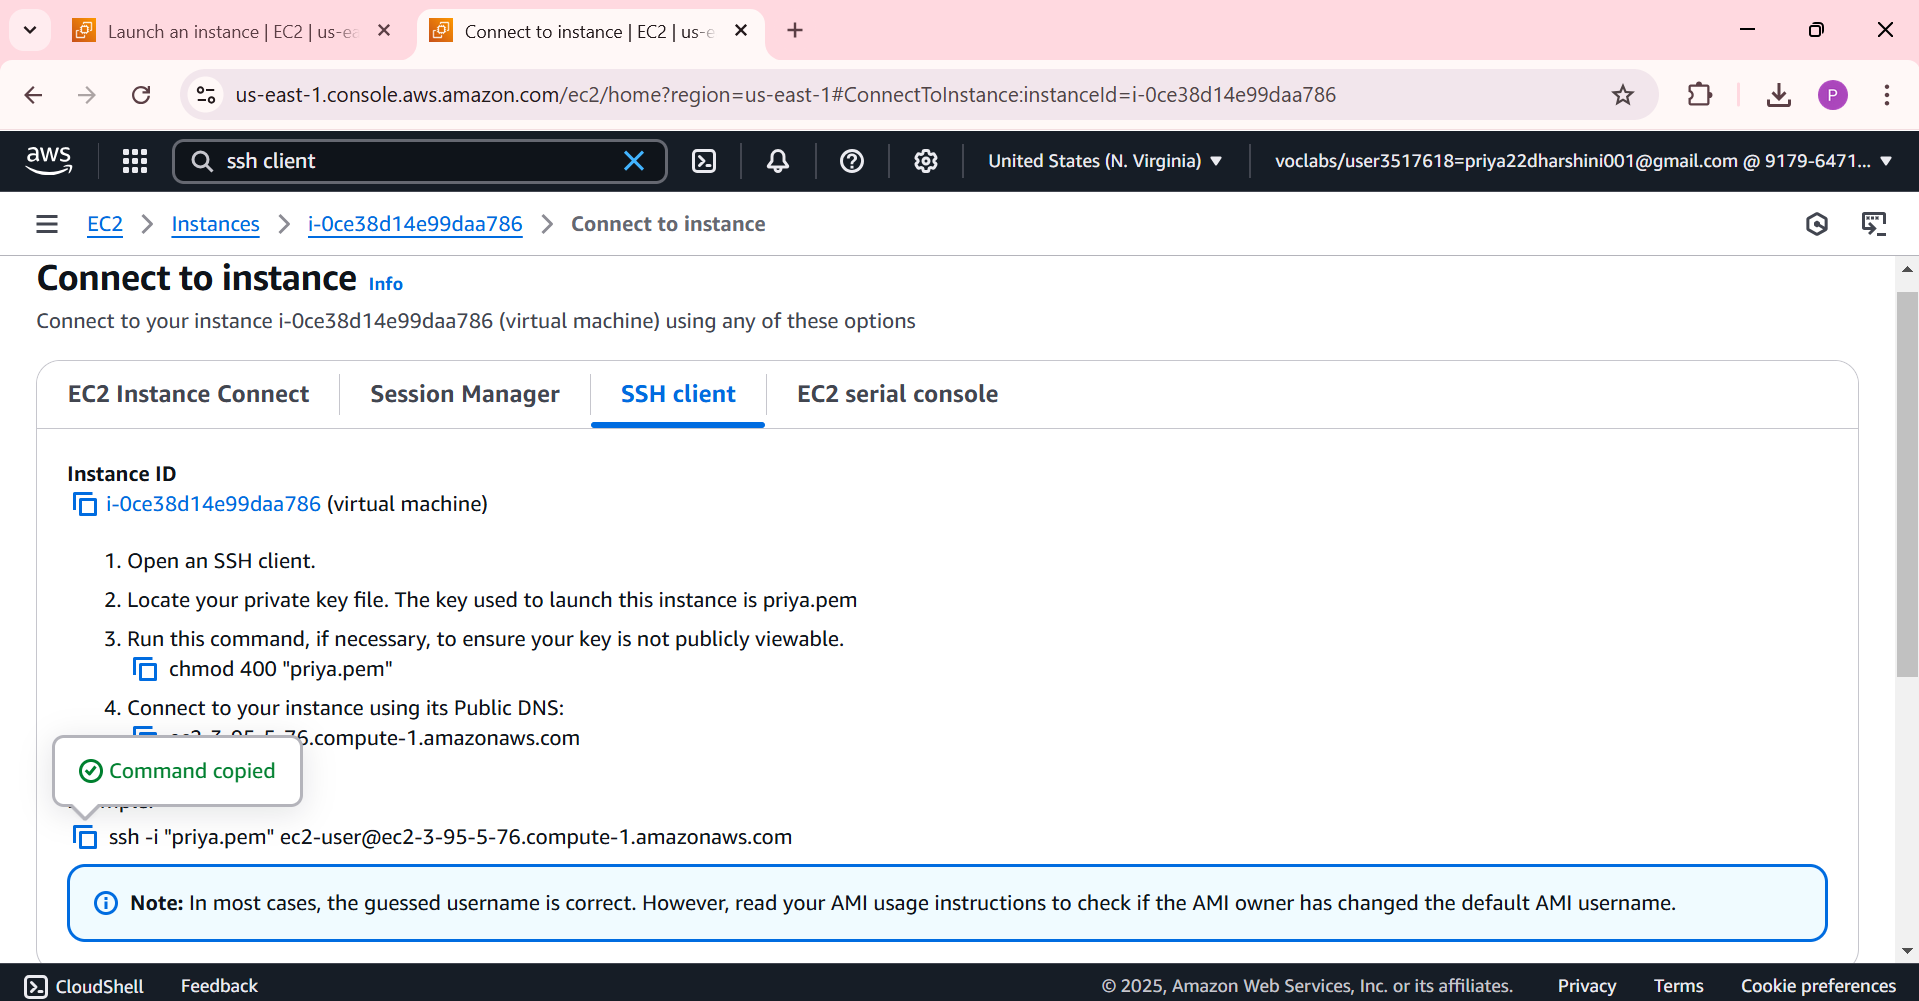 Launch an instance | EC2 | us-ea
Connect to instance | EC2 | us-e
us-east-1.console.aws.amazon.com/ec2/home?region=us-east-1#ConnectToInstance:instanceId=i-0ce38d14e99daa786
P
aws
ssh client
United States (N. Virginia)
voclabs/user3517618=priya22dharshini001@gmail.com @ 9179-6471...
EC2
Instances
i-0ce38d14e99daa786
Connect to instance
Connect to instance Info
Connect to your instance i-0ce38d14e99daa786 (virtual machine) using any of these options
EC2 Instance Connect
Session Manager
SSH client
EC2 serial console
Instance ID
i-0ce38d14e99daa786 (virtual machine)
1. Open an SSH client.
2. Locate your private key file. The key used to launch this instance is priya.pem
3. Run this command, if necessary, to ensure your key is not publicly viewable.
chmod 400 "priya.pem"
4. Connect to your instance using its Public DNS:
ec2-3-95-5-76.compute-1.amazonaws.com
Command copied
ssh -i "priya.pem" ec2-user@ec2-3-95-5-76.compute-1.amazonaws.com
Note: In most cases, the guessed username is correct. However, read your AMI usage instructions to check if the AMI owner has changed the default AMI username.
CloudShell
Feedback
© 2025, Amazon Web Services, Inc. or its affiliates.
Privacy
Terms
Cookie preferences